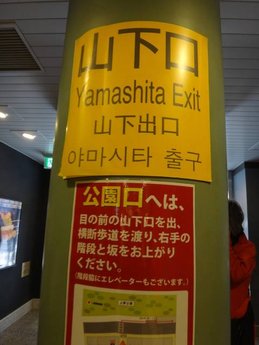 山下口
Yamashita Exit
山下出口
야마시타 출구
公園口へは、
目の前の山下口を出、
横断歩道を渡り、右手の
階段と坂をお上がり
ください。
(階段脇にエレベーターもございます。)